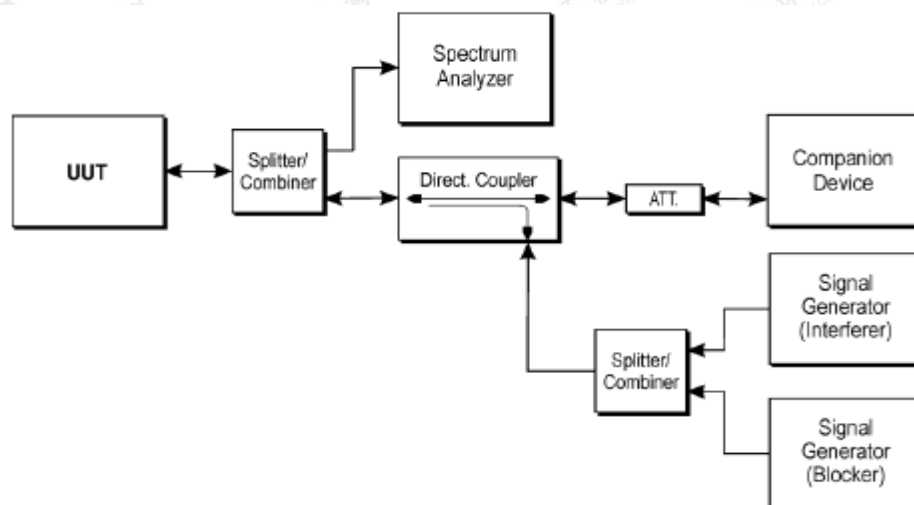 Spectrum
Analyzer
UUT
Splitter/
Combiner
Direct. Coupler
ATT.
Companion
Device
Signal
Generator
(Interferer)
Splitter/
Combiner
Signal
Generator
(Blocker)